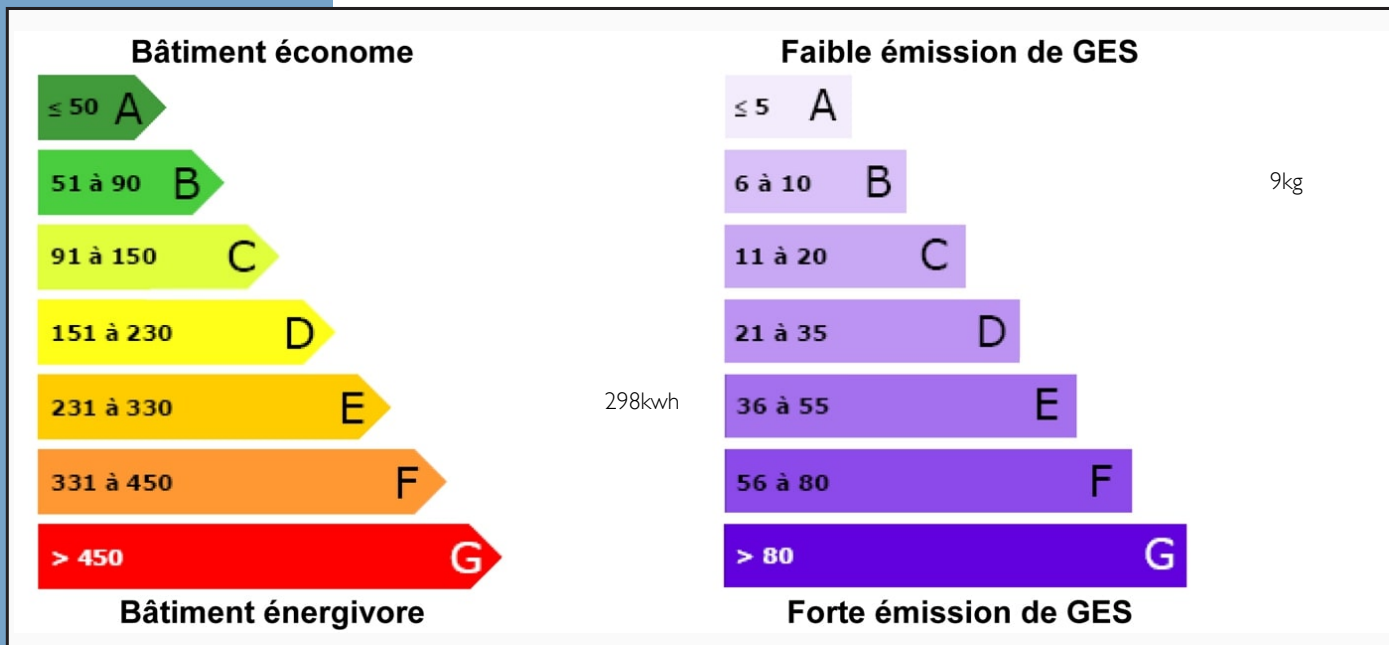 Bâtiment économe
≤ 50 A
51 à 90 B
91 à 150 C
151 à 230 D
231 à 330 E
298kwh
331 à 450 F
> 450 G
Bâtiment énergivore
Faible émission de GES
≤ 5 A
6 à 10 B
9kg
11 à 20 C
21 à 35 D
36 à 55 E
56 à 80 F
> 80 G
Forte émission de GES